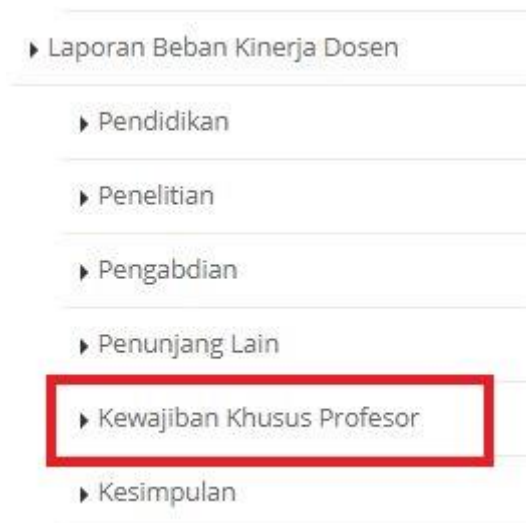 Laporan Beban Kinerja Dosen
Pendidikan
Penelitian
Pengabdian
Penunjang Lain
Kewajiban Khusus Profesor
Kesimpulan